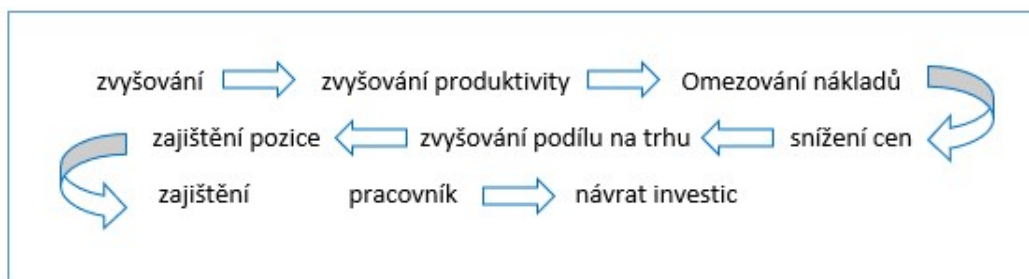 zvyšování zvyšování produktivity Omezování nákladů
zajištění pozice zvyšování podílu na trhu snížení cen
zajištění pracovník návrat investic